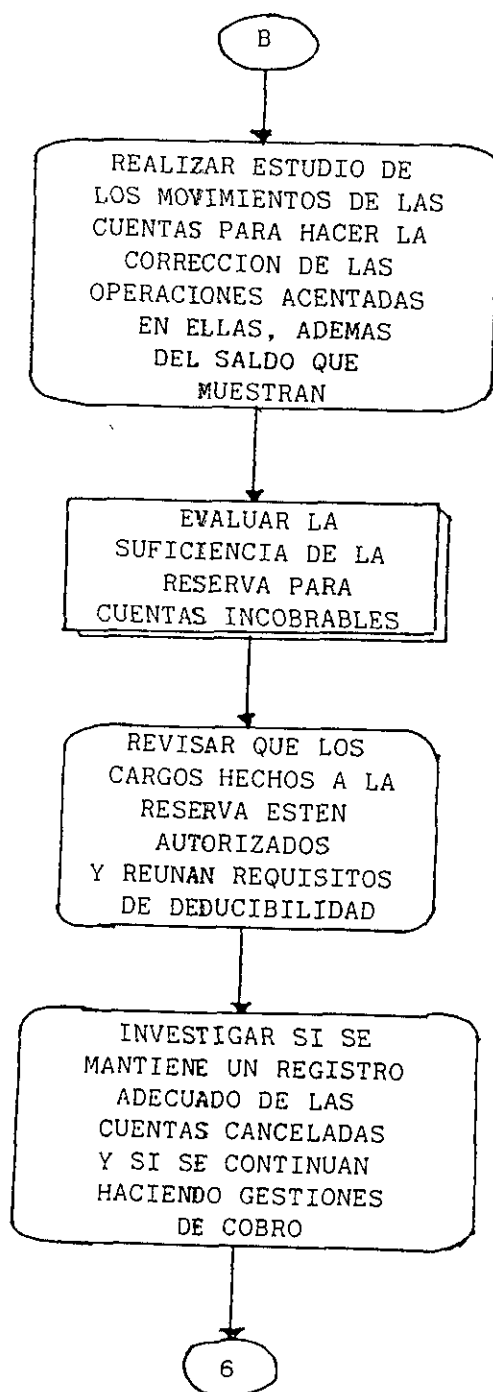 B
REALIZAR ESTUDIO DE
LOS MOVIMIENTOS DE LAS
CUENTAS PARA HACER LA
CORRECCION DE LAS
OPERACIONES ACENTADAS
EN ELLAS, ADEMAS
DEL SALDO QUE
MUESTRAN
EVALUAR LA
SUFICIENCIA DE LA
RESERVA PARA
CUENTAS INCOBRABLES
REVISAR QUE LOS
CARGOS HECHOS A LA
RESERVA ESTEN
AUTORIZADOS
Y REUNAN REQUISITOS
DE DEDUCIBILIDAD
INVESTIGAR SI SE
MANTIENE UN REGISTRO
ADECUADO DE LAS
CUENTAS CANCELADAS
Y SI SE CONTINUAN
HACIENDO GESTIONES
DE COBRO
6